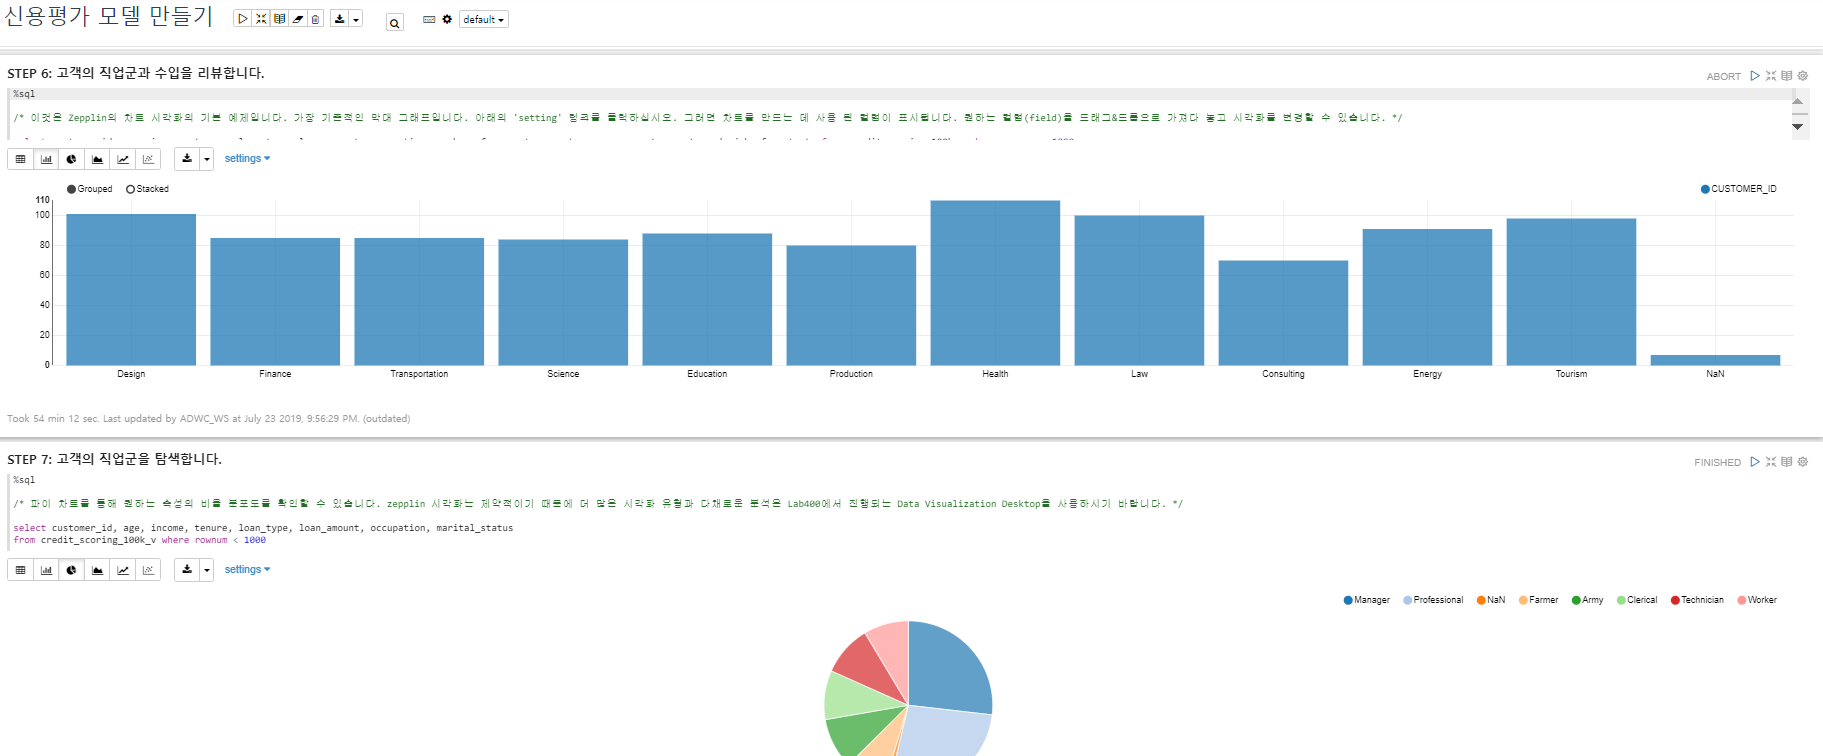 신용평가 모델 만들기
default
STEP 6: 고객의 직업군과 수입을 리뷰합니다.
ABORT
%sql
/* 이것은 Zepplin의 차트 시각화의 기본 예제입니다. 가장 기본적인 막대 그래프입니다. 아래의 'setting' 링크를 클릭하십시오. 그러면 차트를 만드는 데 사용 된 컬럼이 표시됩니다. 원하는 컬럼(field)을 드래그&드롭으로 가져다 놓고 시각화를 변경할 수 있습니다. */
settings
Grouped Stacked
CUSTOMER_ID
110
100
80
60
40
20
0
Design Finance Transportation Science Education Production Health Law Consulting Energy Tourism NaN
Took 54 min 12 sec. Last updated by ADWC_WS at July 23 2019, 9:56:29 PM. (outdated)
STEP 7: 고객의 직업군을 탐색합니다.
FINISHED
%sql
/* 파이 차트를 통해 원하는 속성의 비율 분포도를 확인할 수 있습니다. zepplin 시각화는 제약적이기 때문에 더 많은 시각화 유형과 다채로운 분석은 Lab400에서 진행되는 Data Visualization Desktop을 사용하시기 바랍니다. */
select customer_id, age, income, tenure, loan_type, loan_amount, occupation, marital_status
from credit_scoring_100k_v where rownum < 1000
settings
Manager Professional NaN Farmer Army Clerical Technician Worker